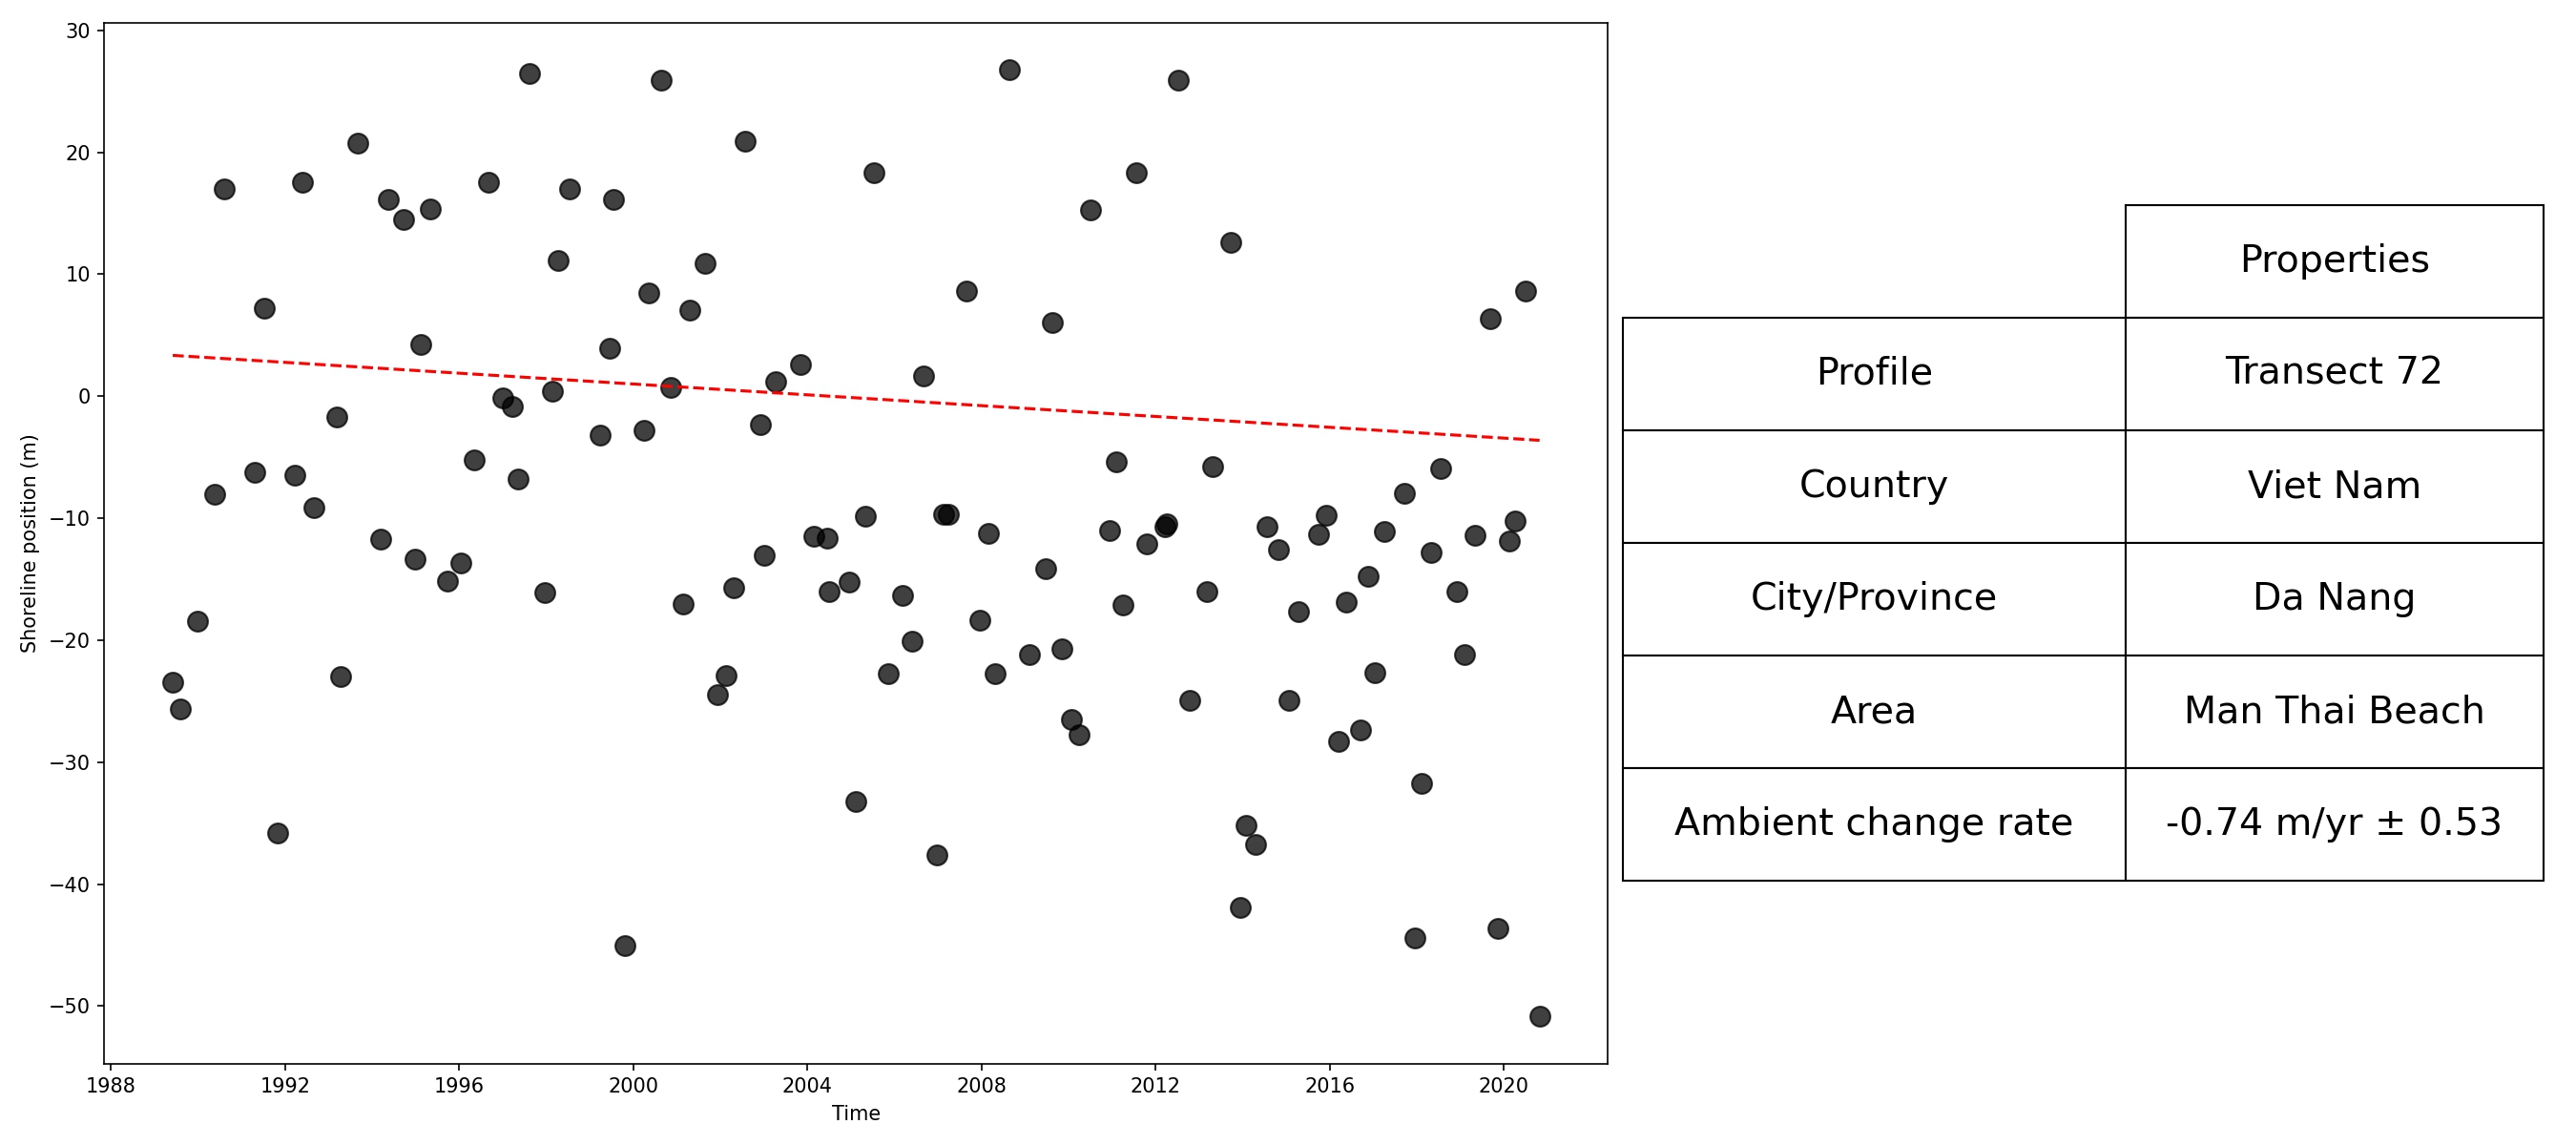 30
20
10
0
−10
−20
−30
−40
−50
Shoreline position (m)
1988 1992 1996 2000 2004 2008 2012 2016 2020
Time
Properties
Profile Transect 72
Country Viet Nam
City/Province Da Nang
Area Man Thai Beach
Ambient change rate -0.74 m/yr ± 0.53